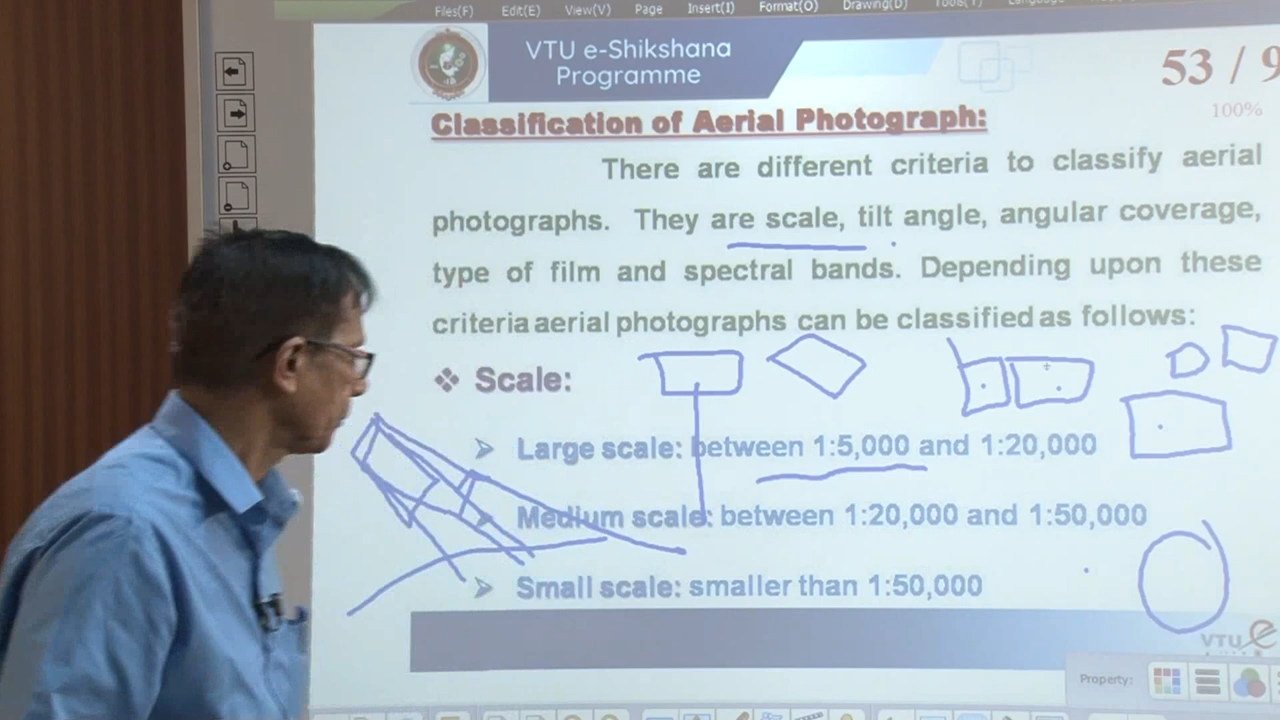 Files(F) Edit(E) View(V) Page Insert(I) Format(O) Drawing(D) Tools(T) Language
VTU e-Shikshana
Programme
53 / 9
100%
Classification of Aerial Photograph:
There are different criteria to classify aerial
photographs. They are scale, tilt angle, angular coverage,
type of film and spectral bands. Depending upon these
criteria aerial photographs can be classified as follows:
❖ Scale:
➢ Large scale: between 1:5,000 and 1:20,000
➢ Medium scale: between 1:20,000 and 1:50,000
➢ Small scale: smaller than 1:50,000
VTU e
Property: